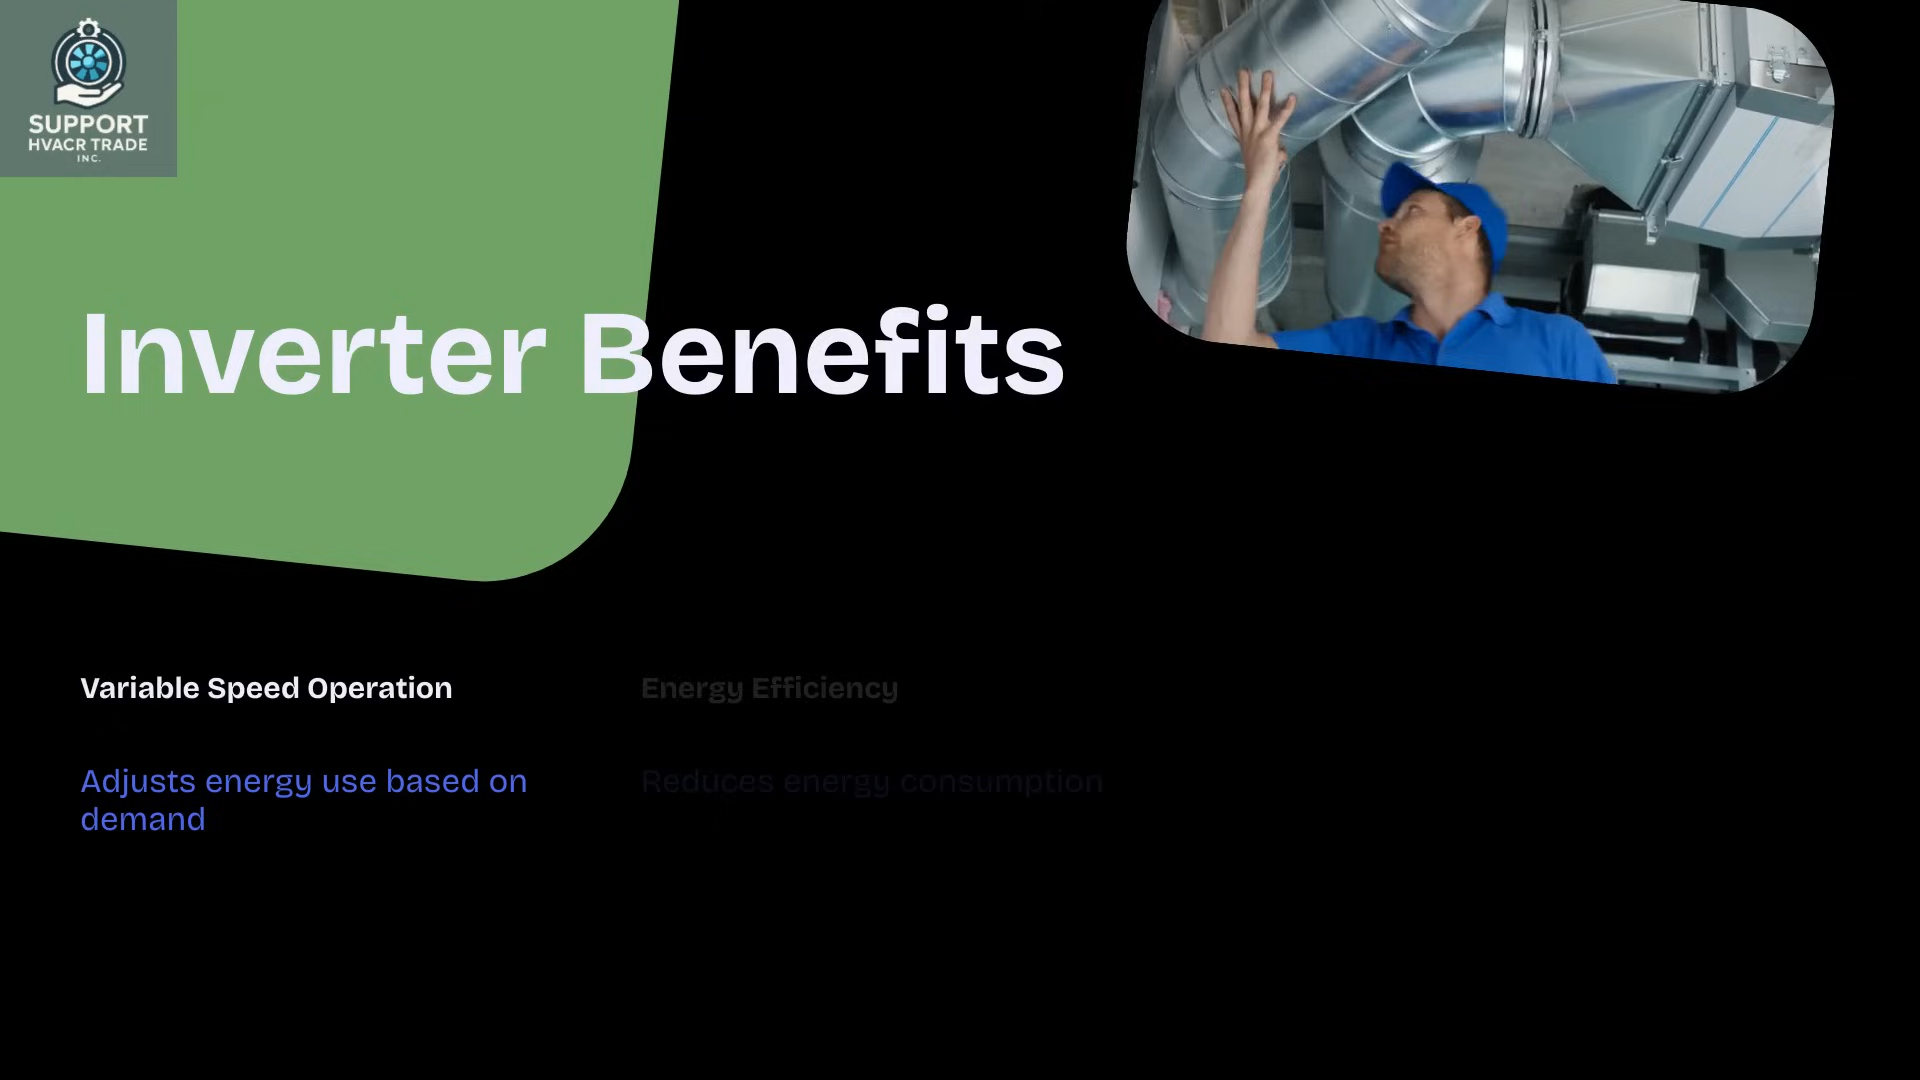 SUPPORT
HVACR TRADE
INC.
Inverter Benefits
Variable Speed Operation
Adjusts energy use based on
demand
Energy Efficiency
Reduces energy consumption